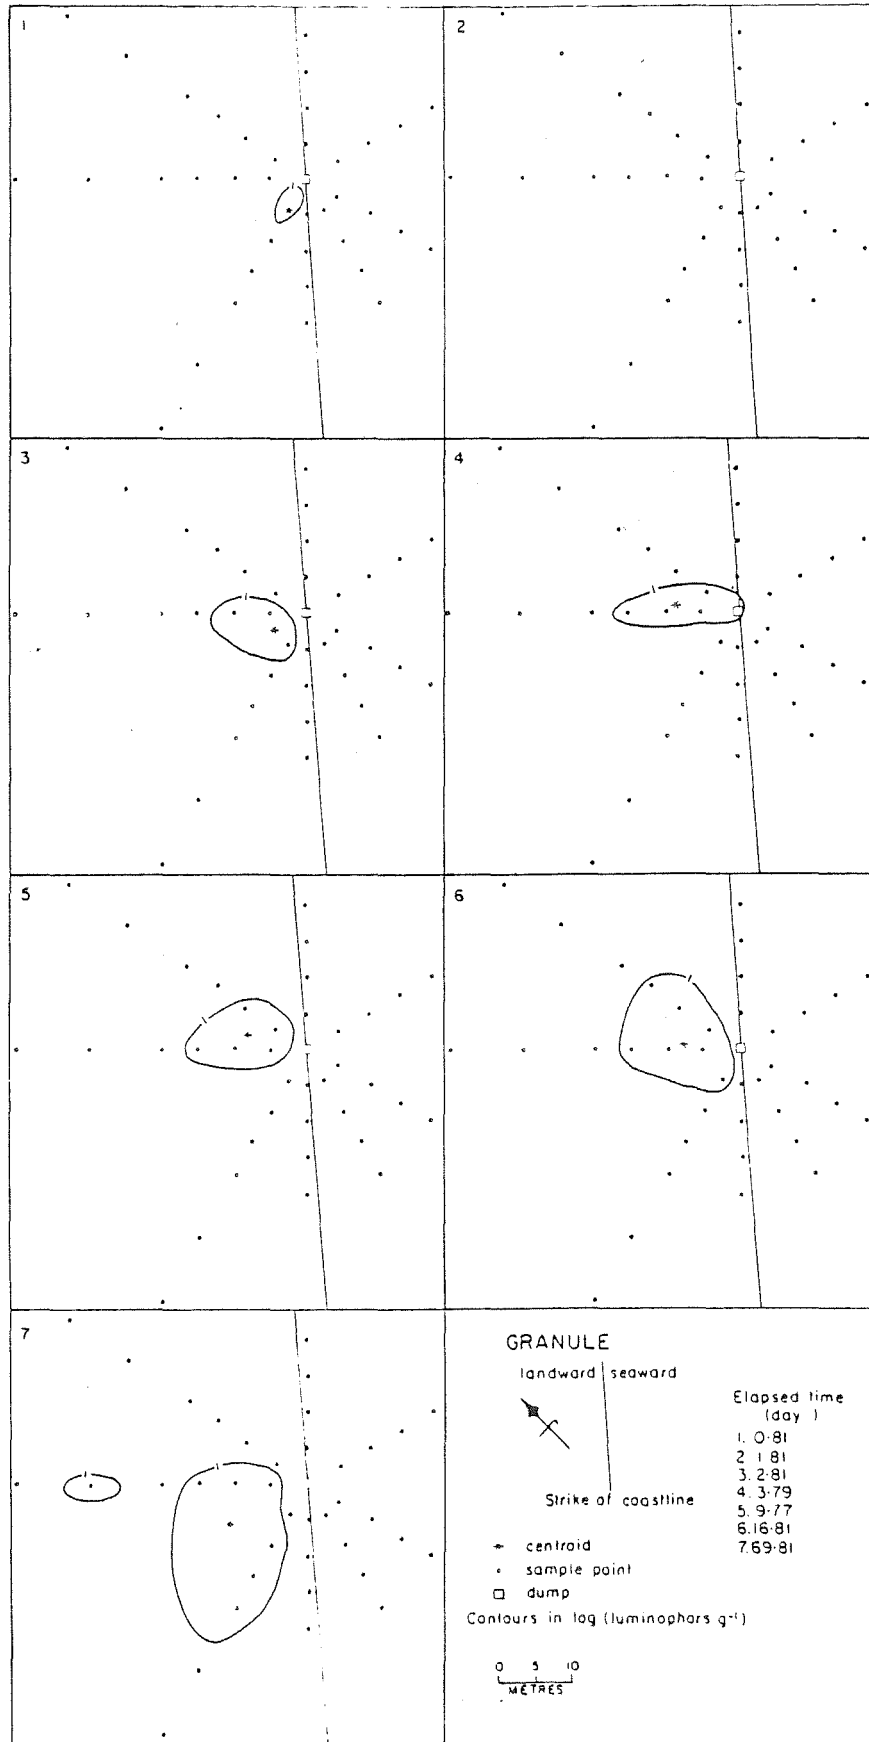 1
2
3
4
5
6
7
GRANULE
landward seaward
Strike of coastline
centroid
sample point
dump
Contours in log (luminophors g⁻¹)
0 5 10
METRES
Elapsed time
(day )
1. 0·81
2 1 81
3. 2·81
4. 3·79
5. 9·77
6.16·81
7.69·81